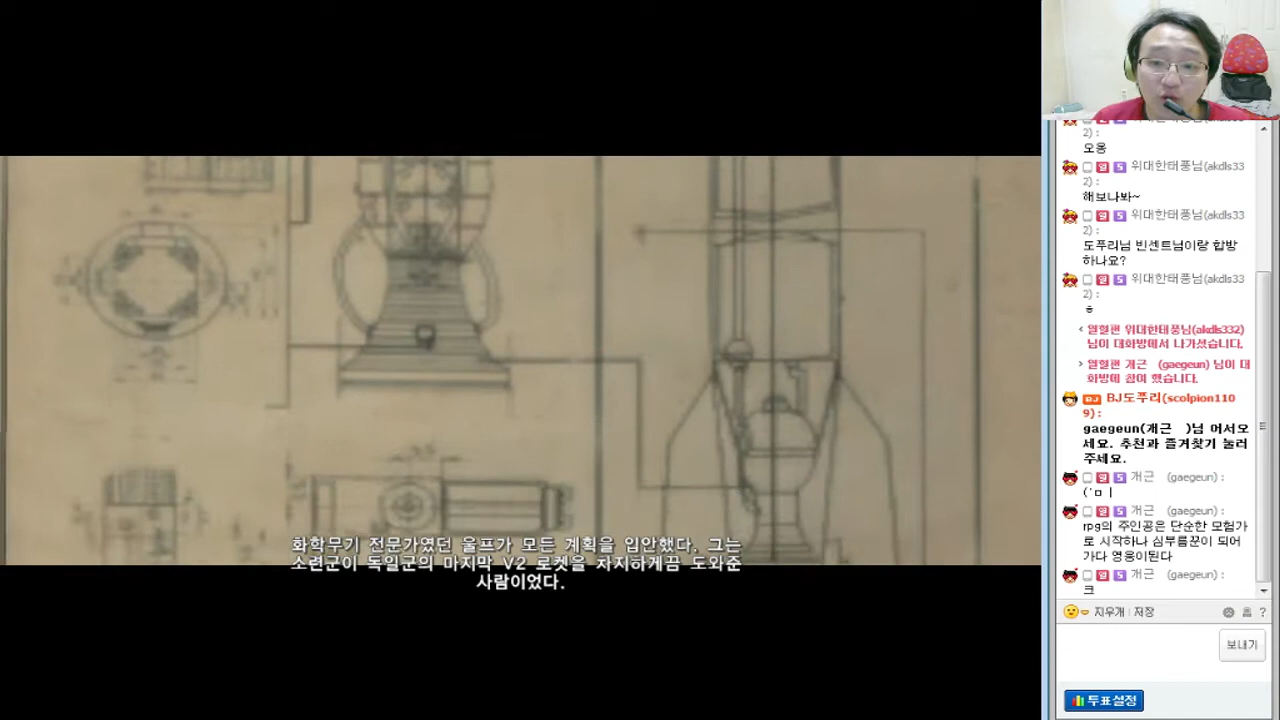 화학무기 전문가였던 울프가 모든 계획을 입안했다. 그는
소련군이 독일군의 마지막 V2 로켓을 차지하게끔 도와준
사람이었다.
2) :
오옹
위대한태풍님(akdls33
2) :
해보나봐~
위대한태풍님(akdls33
2) :
도푸리님 빈센트님이랑 합방
하나요?
위대한태풍님(akdls33
2) :
ㅎ
열혈팬 위대한태풍님(akdls332)
님이 대화방에서 나가셨습니다.
열혈팬 개근 (gaegeun) 님이 대
화방에 참여 했습니다.
BJ BJ도푸리(scolpion110
9) :
gaegeun(개근 )님 어서오
세요. 추천과 즐겨찾기 눌러
주세요.
열 S 개근 (gaegeun) :
( 'ㅁ |
열 S 개근 (gaegeun) :
rpg의 주인공은 단순한 모험가
로 시작하나 심부름꾼이 되어
가다 영웅이된다
열 S 개근 (gaegeun) :
크
지우개 | 저장
?
보내기
투표설정